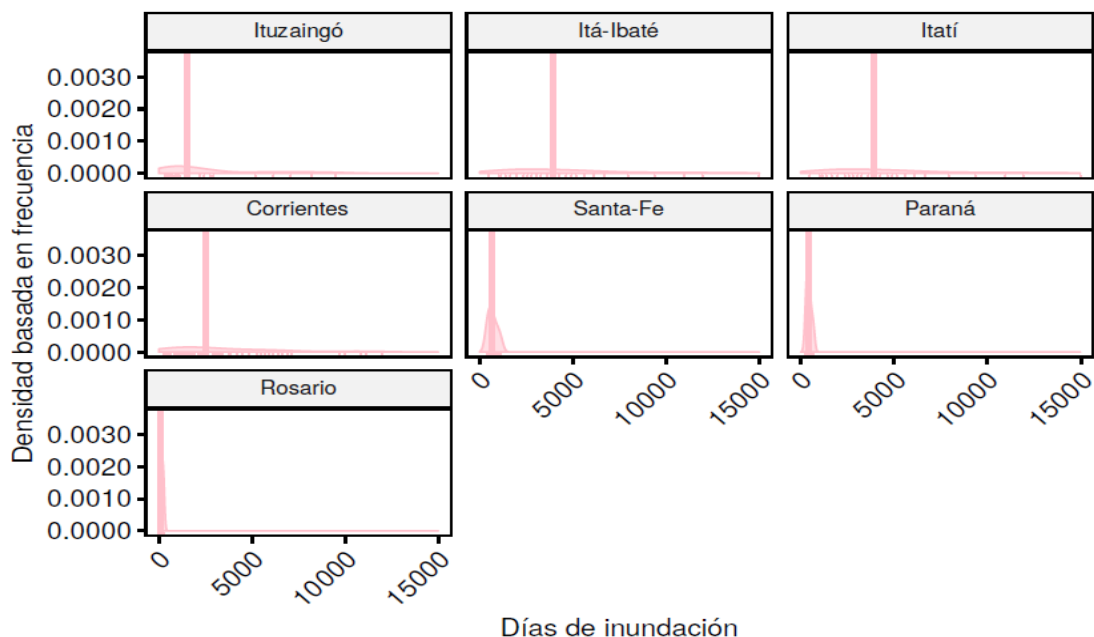 Ituzaingó
Itá-Ibaté
Itatí
0.0030
0.0020
0.0010
0.0000
Corrientes
Santa-Fe
Paraná
0.0030
0.0020
0.0010
0.0000
0
5000
10000
15000
0
5000
10000
15000
Rosario
0.0030
0.0020
0.0010
0.0000
0
5000
10000
15000
Densidad basada en frecuencia
Días de inundación